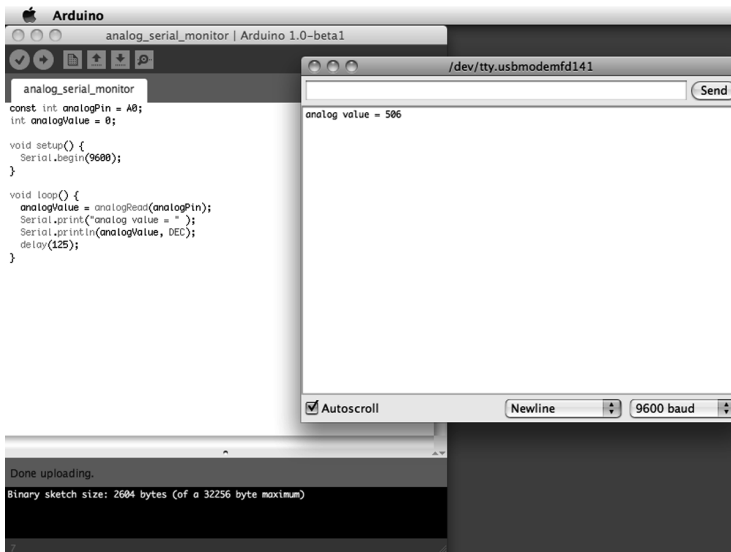 Arduino
analog_serial_monitor | Arduino 1.0-beta1
analog_serial_monitor
const int analogPin = A0;
int analogValue = 0;
void setup() {
Serial.begin(9600);
}
void loop() {
analogValue = analogRead(analogPin);
Serial.print("analog value = " );
Serial.println(analogValue, DEC);
delay(125);
}
Done uploading.
Binary sketch size: 2604 bytes (of a 32256 byte maximum)
7
/dev/tty.usbmodemfd141
Send
analog value = 506
Autoscroll
Newline
9600 baud